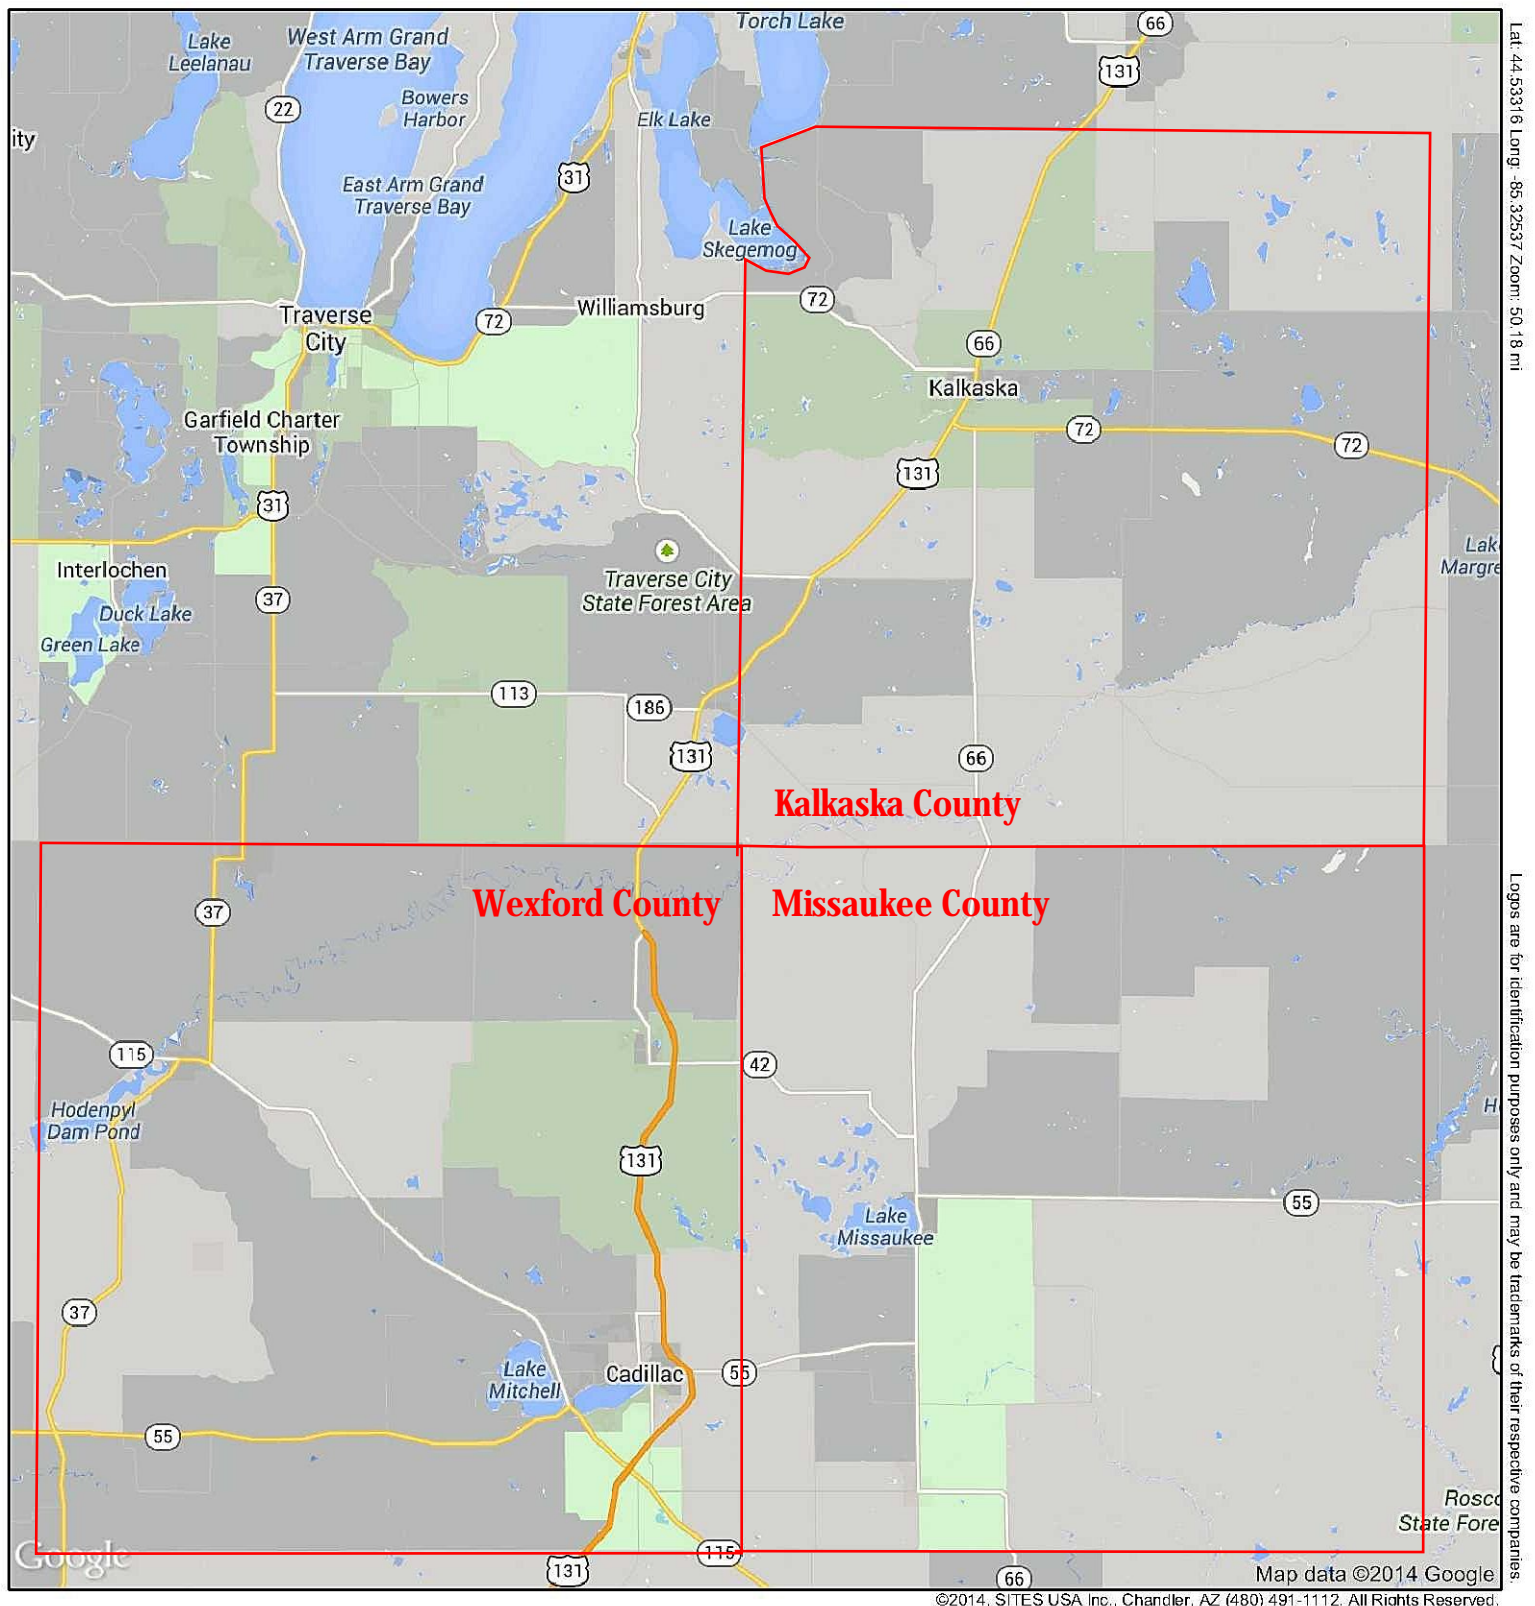 Lake
Leelanau
West Arm Grand
Traverse Bay
Torch Lake
66
131
22
Bowers
Harbor
Elk Lake
ity
31
East Arm Grand
Traverse Bay
Lake
Skegemog
72
Williamsburg
72
Traverse
City
66
Kalkaska
Garfield Charter
Township
72
72
131
31
Lak
Margre
Interlochen
Traverse City
State Forest Area
37
Duck Lake
Green Lake
113
186
131
66
Kalkaska County
Wexford County
Missaukee County
37
115
42
Hodenpyl
Dam Pond
H
131
55
Lake
Missaukee
37
Lake
Mitchell
Cadillac
55
55
Rosco
State Fore
Google
115
131
66
Map data ©2014 Google
©2014, SITES USA Inc., Chandler, AZ (480) 491-1112. All Rights Reserved.
Lat: 44.53316 Long: -85.32537 Zoom: 50.18 mi
Logos are for identification purposes only and may be trademarks of their respective companies.